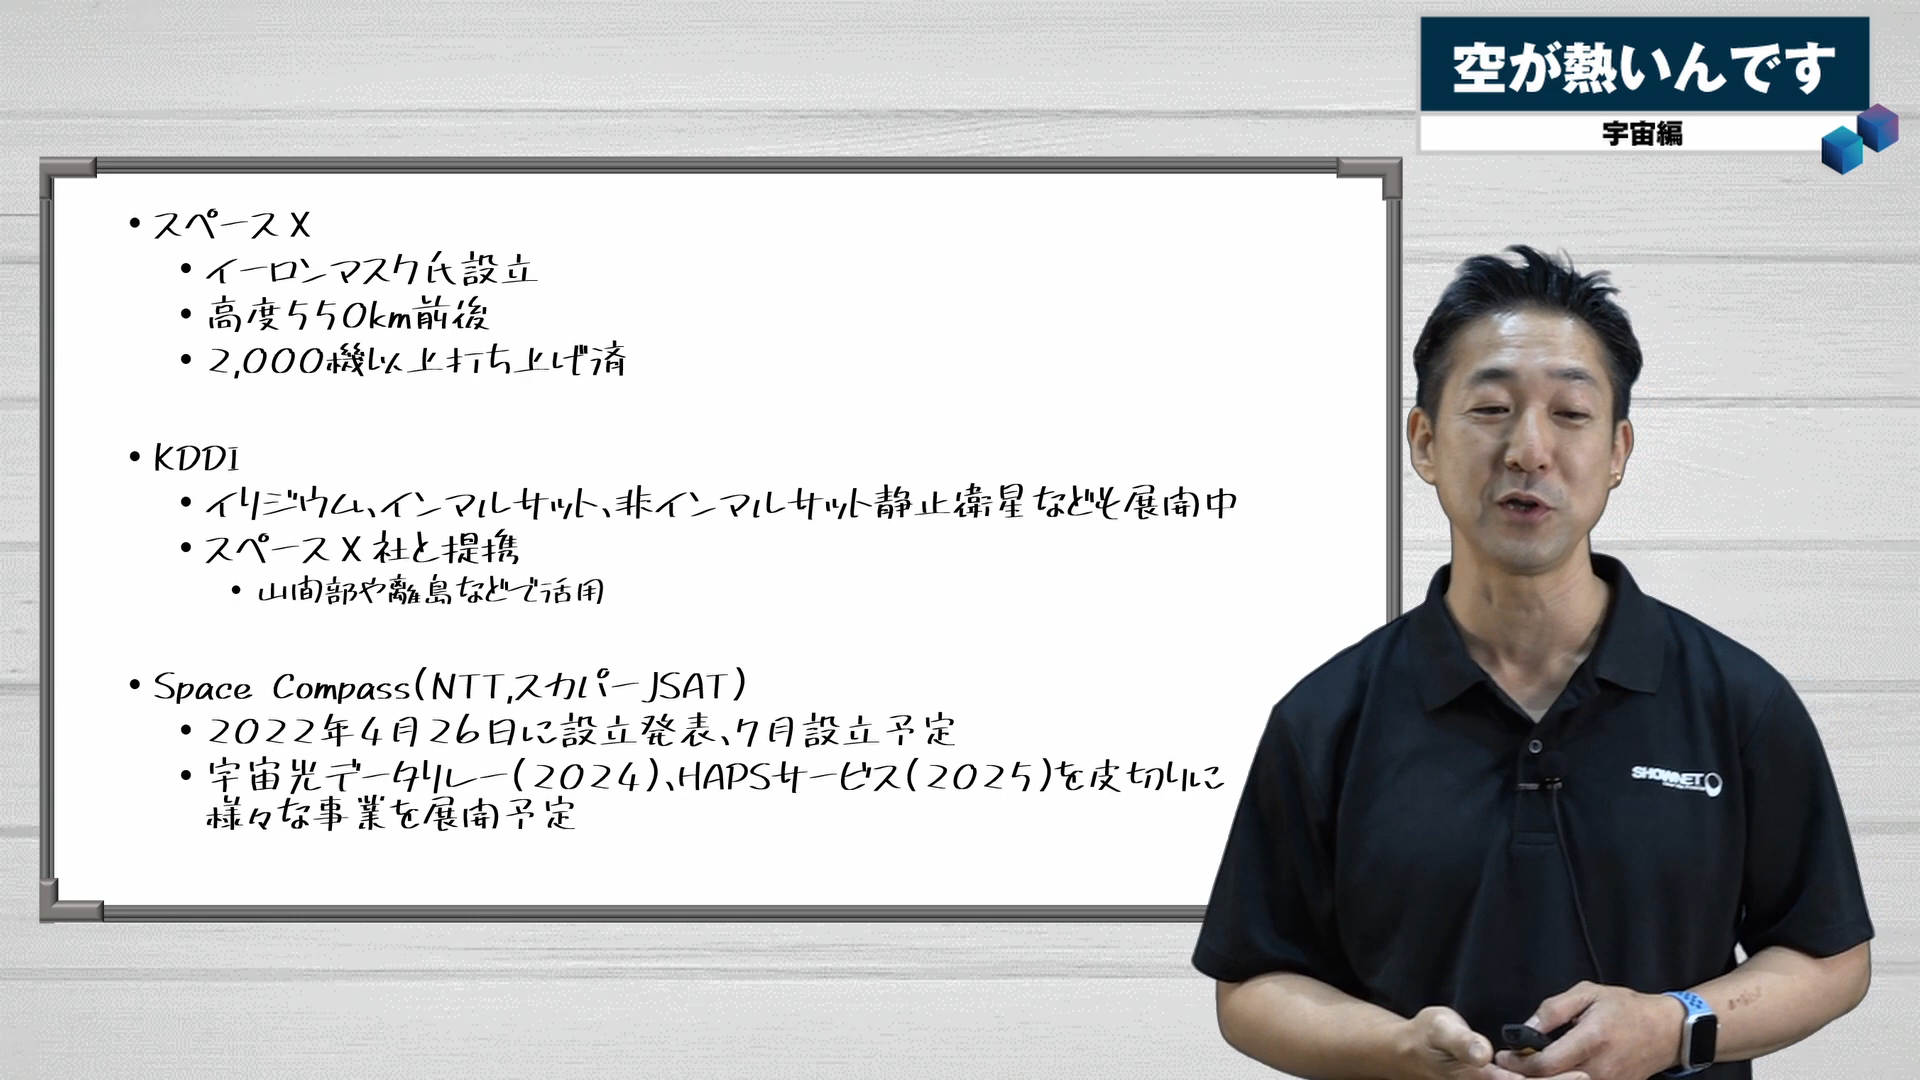 空が熱いんです
宇宙編
• スペースX
• イーロンマスク氏設立
• 高度550km前後
• 2,000機以上打ち上げ済
• KDDI
• イリジウム、インマルサット、非インマルサット静止衛星なども展開中
• スペースX社と提携
• 山間部や離島などで活用
• Space Compass(NTT,スカパーJSAT)
• 2022年4月26日に設立発表、7月設立予定
• 宇宙光データリレー(2024)、HAPSサービス(2025)を皮切りに
様々な事業を展開予定
SHOWNET